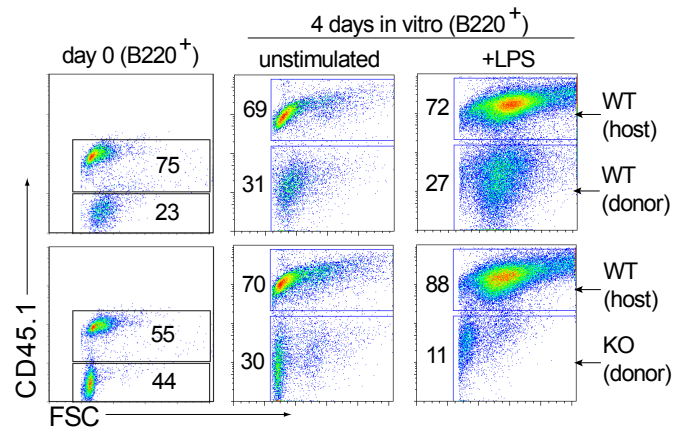 4 days in vitro (B220+)
day 0 (B220+)
unstimulated
+LPS
69
72
WT
(host)
75
31
27
WT
(donor)
23
70
88
WT
(host)
55
30
11
KO
(donor)
44
CD45.1
FSC